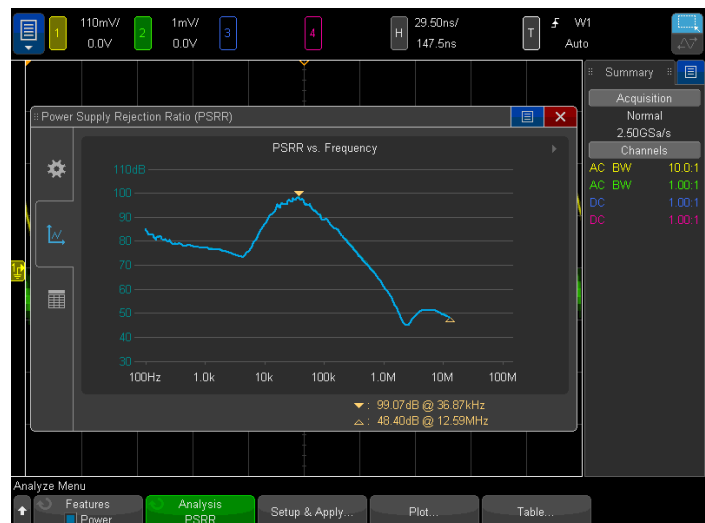 1 110mV/ 0.0V
2 1mV/ 0.0V
3
4
H 29.50ns/ 147.5ns
T W1 Auto
Summary
Acquisition
Normal
2.50GSa/s
Channels
AC BW 10.0:1
AC BW 1.00:1
DC 1.00:1
DC 1.00:1
Power Supply Rejection Ratio (PSRR)
PSRR vs. Frequency
110dB
100
90
80
70
60
50
40
30
100Hz 1.0k 10k 100k 1.0M 10M 100M
: 99.07dB @ 36.87kHz
: 48.40dB @ 12.59MHz
1
Analyze Menu
Features
Power
Analysis
PSRR
Setup & Apply...
Plot...
Table...